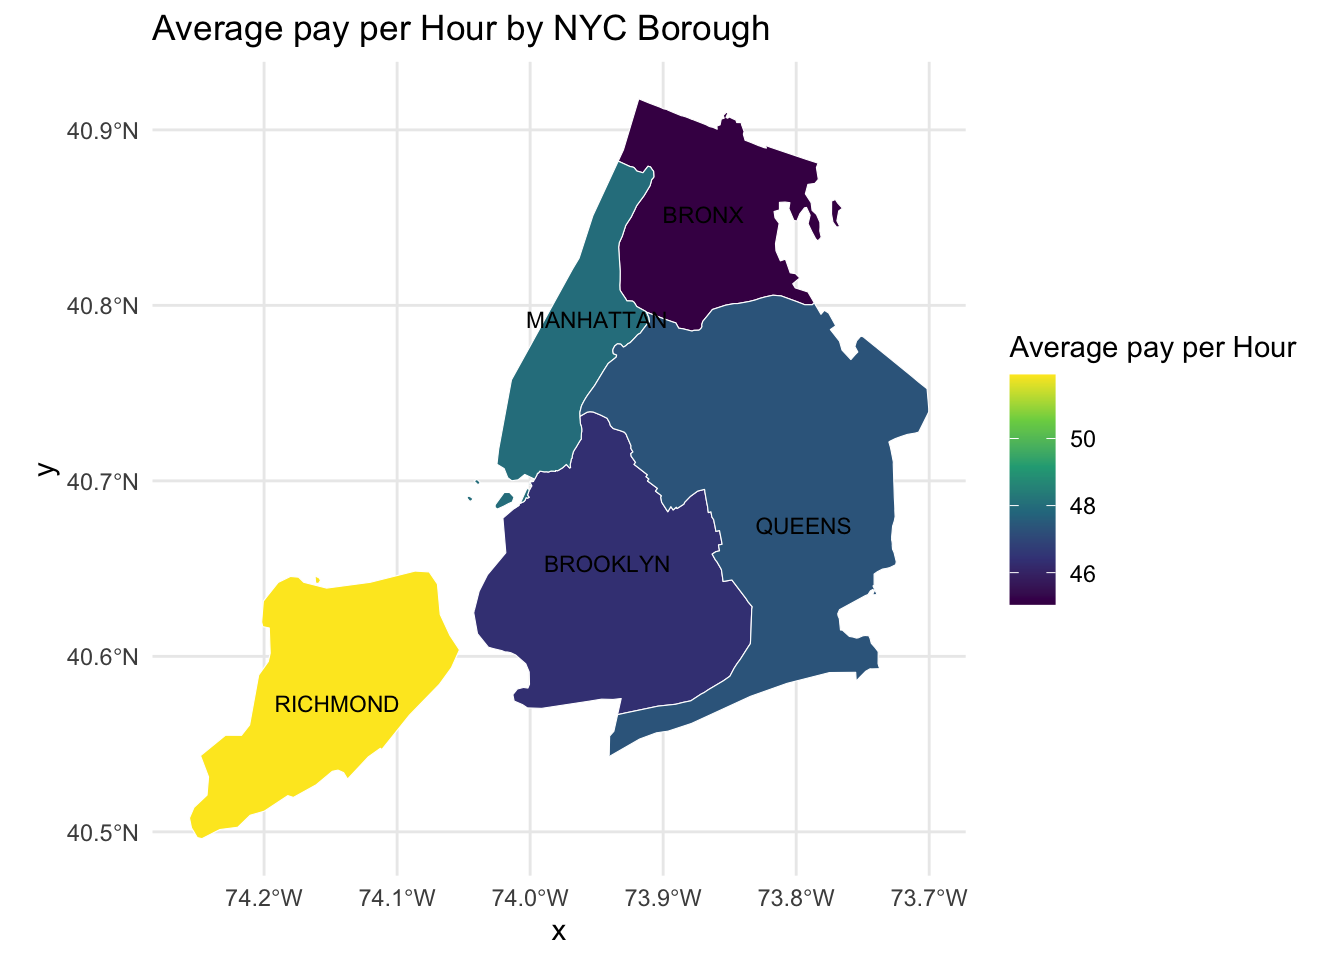 Average pay per Hour by NYC Borough
40.9°N
40.8°N
40.7°N
40.6°N
40.5°N
y
BRONX
MANHATTAN
QUEENS
BROOKLYN
RICHMOND
74.2°W
74.1°W
74.0°W
73.9°W
73.8°W
73.7°W
x
Average pay per Hour
50
48
46